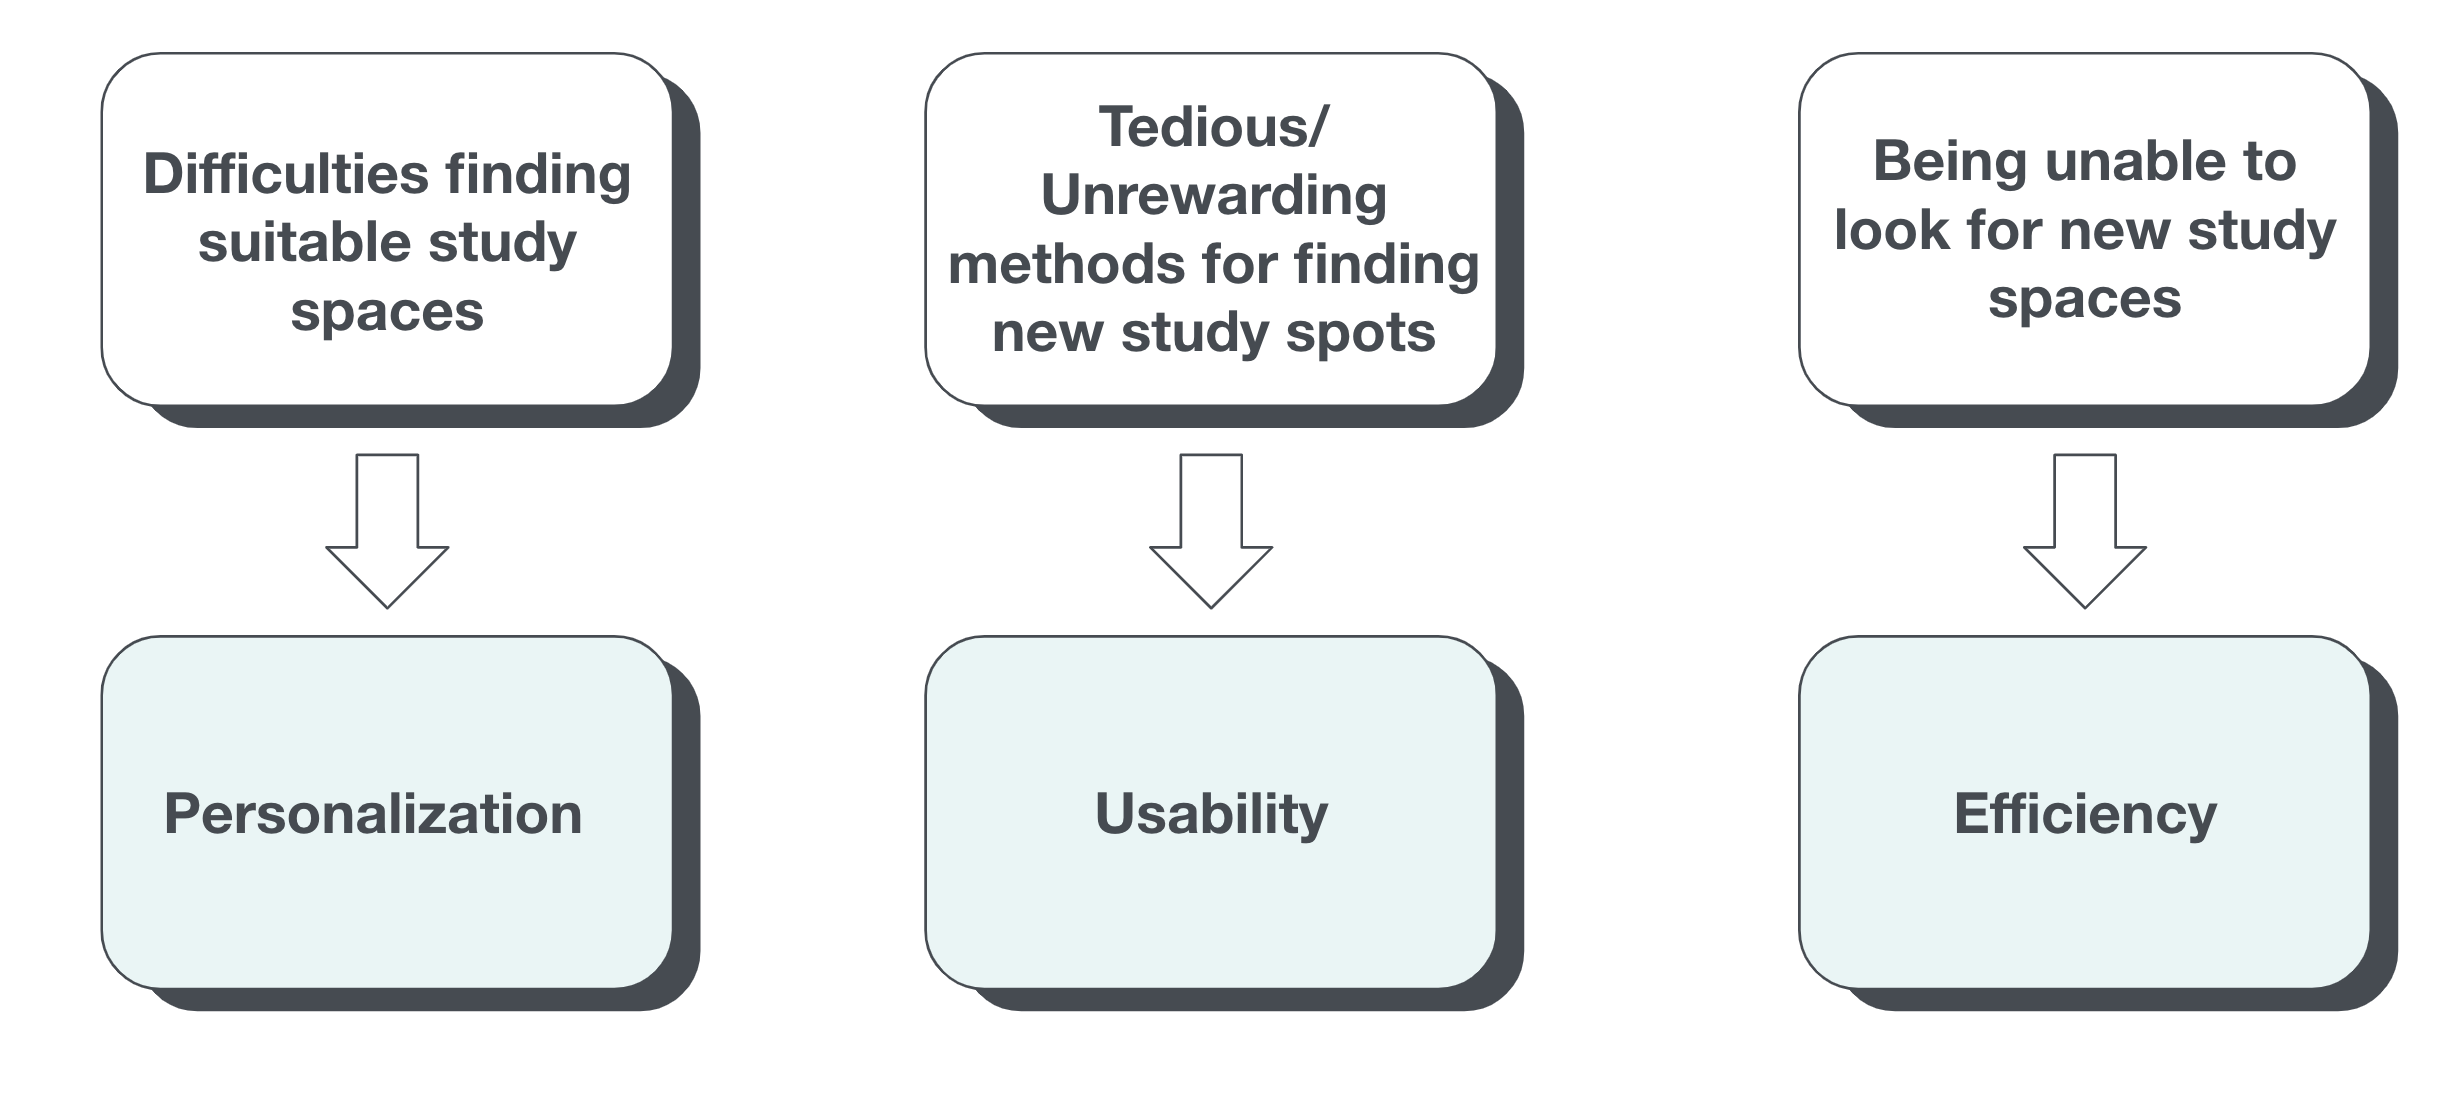 Difficulties finding
suitable study
spaces
Tedious/
Unrewarding
methods for finding
new study spots
Being unable to
look for new study
spaces
Personalization
Usability
Efficiency